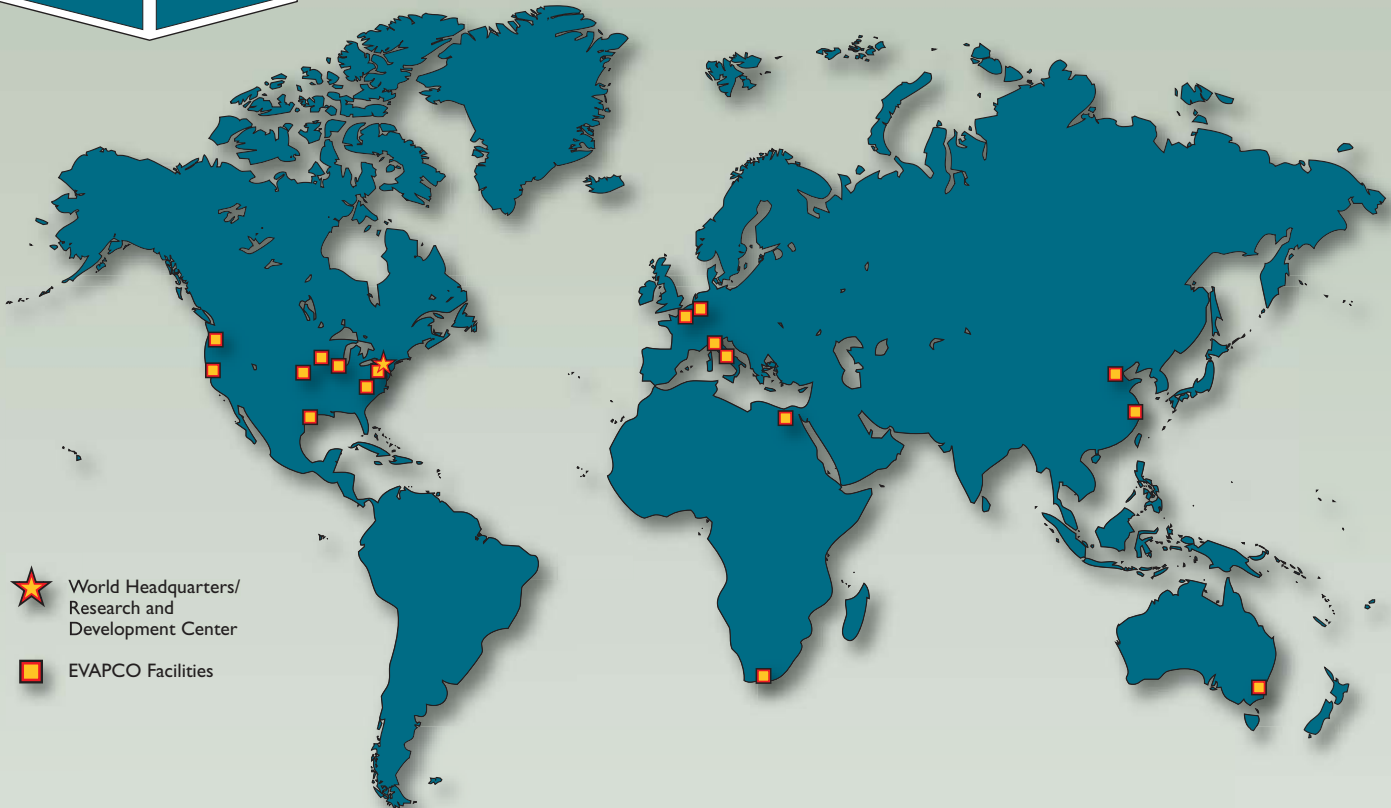 World Headquarters/
Research and
Development Center
EVAPCO Facilities